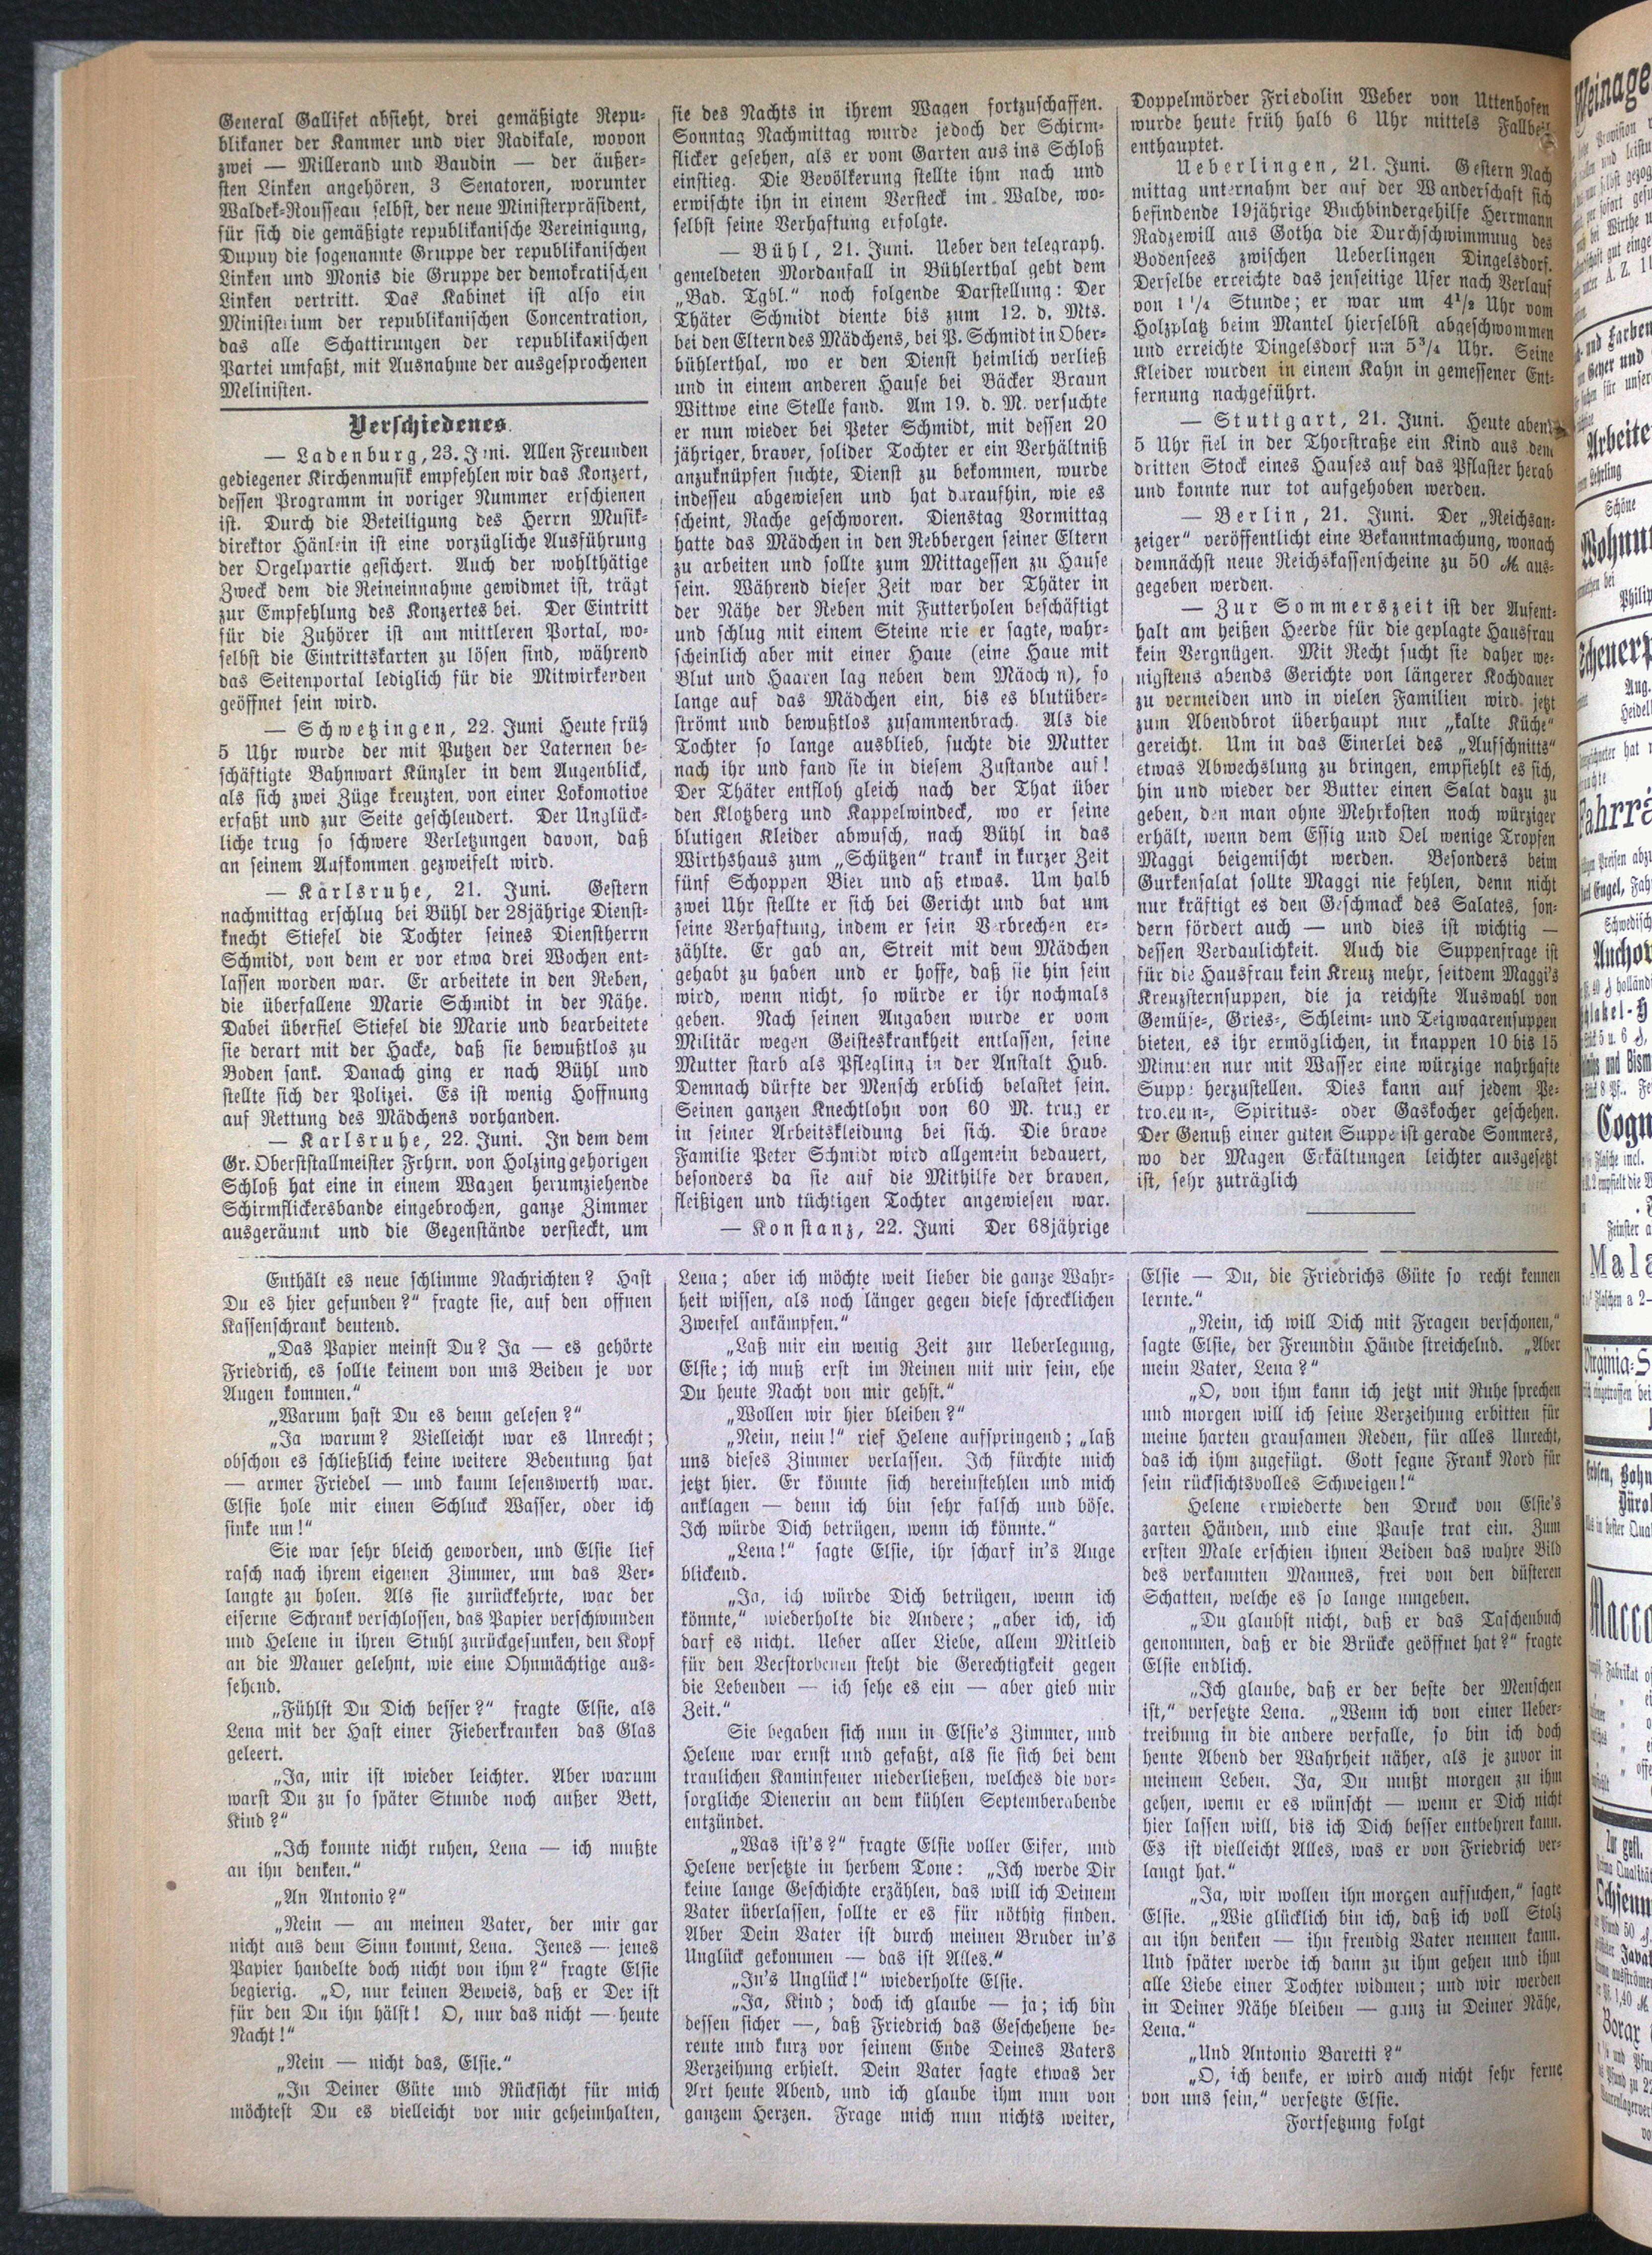 General Gallifet absieht, drei gemäßigte Repu-
blikaner der Kammer und vier Radikale, wovon
zwei — Millerand und Baudin — der äußer-
sten Linken angehören, 3 Senatoren, worunter
Waldek-Rousseau selbst, der neue Ministerpräsident,
für sich die gemäßigte republikanische Vereinigung,
Dupuy die sogenannte Gruppe der republikanischen
Linken und Monis die Gruppe der demokratischen
Linken vertritt. Das Kabinet ist also ein
Ministerium der republikanischen Concentration,
das alle Schattirungen der republikanischen
Partei umfaßt, mit Ausnahme der ausgesprochenen
Melinisten.
Verschiedenes.
— Ladenburg, 23. Juni. Allen Freunden
gediegener Kirchenmusik empfehlen wir das Konzert,
dessen Programm in voriger Nummer erschienen
ist. Durch die Beteiligung des Herrn Musik-
direktor Hänlein ist eine vorzügliche Ausführung
der Orgelpartie gesichert. Auch der wohlthätige
Zweck dem die Reineinnahme gewidmet ist, trägt
zur Empfehlung des Konzertes bei. Der Eintritt
für die Zuhörer ist am mittleren Portal, wo-
selbst die Eintrittskarten zu lösen sind, während
das Seitenportal lediglich für die Mitwirkenden
geöffnet sein wird.
— Schwetzingen, 22. Juni Heute früh
5 Uhr wurde der mit Putzen der Laternen be-
schäftigte Bahnwart Künzler in dem Augenblick,
als sich zwei Züge kreuzten, von einer Lokomotive
erfaßt und zur Seite geschleudert. Der Unglück-
liche trug so schwere Verletzungen davon, daß
an seinem Aufkommen gezweifelt wird.
— Karlsruhe, 21. Juni. Gestern
nachmittag erschlug bei Bühl der 28jährige Dienst-
knecht Stiefel die Tochter seines Dienstherrn
Schmidt, von dem er vor etwa drei Wochen ent-
lassen worden war. Er arbeitete in den Reben,
die überfallene Marie Schmidt in der Nähe.
Dabei überfiel Stiefel die Marie und bearbeitete
sie derart mit der Hacke, daß sie bewußtlos zu
Boden sank. Danach ging er nach Bühl und
stellte sich der Polizei. Es ist wenig Hoffnung
auf Rettung des Mädchens vorhanden.
— Karlsruhe, 22. Juni. In dem dem
Gr. Oberststallmeister Frhrn. von Holzing gehörigen
Schloß hat eine in einem Wagen herumziehende
Schirmflickersbande eingebrochen, ganze Zimmer
ausgeräumt und die Gegenstände versteckt, um
sie des Nachts in ihrem Wagen fortzuschaffen.
Sonntag Nachmittag wurde jedoch der Schirm-
flicker gesehen, als er vom Garten aus ins Schloß
einstieg. Die Bevölkerung stellte ihm nach und
erwischte ihn in einem Versteck im Walde, wo-
selbst seine Verhaftung erfolgte.
— Bühl, 21. Juni. Ueber den telegraph.
gemeldeten Mordanfall in Bühlerthal geht dem
„Bad. Tgbl.“ noch folgende Darstellung: Der
Thäter Schmidt diente bis zum 12. d. Mts.
bei den Eltern des Mädchens, bei P. Schmidt in Ober-
bühlerthal, wo er den Dienst heimlich verließ
und in einem anderen Hause bei Bäcker Braun
Wittwe eine Stelle fand. Am 19. d. M. versuchte
er nun wieder bei Peter Schmidt, mit dessen 20
jähriger, braver, solider Tochter er ein Verhältniß
anzuknüpfen suchte, Dienst zu bekommen, wurde
indessen abgewiesen und hat daraufhin, wie es
scheint, Rache geschworen. Dienstag Vormittag
hatte das Mädchen in den Rebbergen seiner Eltern
zu arbeiten und sollte zum Mittagessen zu Hause
sein. Während dieser Zeit war der Thäter in
der Nähe der Reben mit Futterholen beschäftigt
und schlug mit einem Steine wie er sagte, wahr-
scheinlich aber mit einer Haue (eine Haue mit
Blut und Haaren lag neben dem Mädchen), so
lange auf das Mädchen ein, bis es blutüber-
strömt und bewußtlos zusammenbrach. Als die
Tochter so lange ausblieb, suchte die Mutter
nach ihr und fand sie in diesem Zustande auf!
Der Thäter entfloh gleich nach der That über
den Klotzberg und Kappelwindeck, wo er seine
blutigen Kleider abwusch, nach Bühl in das
Wirthshaus zum „Schützen“ trank in kurzer Zeit
fünf Schoppen Bier und aß etwas. Um halb
zwei Uhr stellte er sich bei Gericht und bat um
seine Verhaftung, indem er sein Verbrechen er-
zählte. Er gab an, Streit mit dem Mädchen
gehabt zu haben und er hoffe, daß sie hin sein
wird, wenn nicht, so würde er ihr nochmals
geben. Nach seinen Angaben wurde er vom
Militär wegen Geisteskrankheit entlassen, seine
Mutter starb als Pflegling in der Anstalt Hub.
Demnach dürfte der Mensch erblich belastet sein.
Seinen ganzen Knechtlohn von 60 M. trug er
in seiner Arbeitskleidung bei sich. Die brave
Familie Peter Schmidt wird allgemein bedauert,
besonders da sie auf die Mithilfe der braven,
fleißigen und tüchtigen Tochter angewiesen war.
— Konstanz, 22. Juni Der 68jährige
Doppelmörder Friedolin Weber von Uttenhofen
wurde heute früh halb 6 Uhr mittels Fallbeil
enthauptet.
Ueberlingen, 21. Juni. Gestern Nach
mittag unternahm der auf der Wanderschaft sich
befindende 19jährige Buchbindergehilfe Herrmann
Radzewill aus Gotha die Durchschwimmung des
Bodensees zwischen Ueberlingen Dingelsdorf.
Derselbe erreichte das jenseitige Ufer nach Verlauf
von 1 1/4 Stunde; er war um 4 1/2 Uhr vom
Holzplatz beim Mantel hierselbst abgeschwommen
und erreichte Dingelsdorf um 5 3/4 Uhr. Seine
Kleider wurden in einem Kahn in gemessener Ent-
fernung nachgeführt.
— Stuttgart, 21. Juni. Heute abend
5 Uhr fiel in der Thorstraße ein Kind aus dem
dritten Stock eines Hauses auf das Pflaster herab
und konnte nur tot aufgehoben werden.
— Berlin, 21. Juni. Der „Reichsan-
zeiger“ veröffentlicht eine Bekanntmachung, wonach
demnächst neue Reichskassenscheine zu 50 ℳ aus-
gegeben werden.
— Zur Sommerszeit ist der Aufent-
halt am heißen Heerde für die geplagte Hausfrau
kein Vergnügen. Mit Recht sucht sie daher we-
nigstens abends Gerichte von längerer Kochdauer
zu vermeiden und in vielen Familien wird jetzt
zum Abendbrot überhaupt nur „kalte Küche“
gereicht. Um in das Einerlei des „Aufschnitts“
etwas Abwechslung zu bringen, empfiehlt es sich,
hin und wieder der Butter einen Salat dazu zu
geben, den man ohne Mehrkosten noch würziger
erhält, wenn dem Essig und Oel wenige Tropfen
Maggi beigemischt werden. Besonders beim
Gurkensalat sollte Maggi nie fehlen, denn nicht
nur kräftigt es den Geschmack des Salates, son-
dern fördert auch — und dies ist wichtig —
dessen Verdaulichkeit. Auch die Suppenfrage ist
für die Hausfrau kein Kreuz mehr, seitdem Maggi's
Kreuzsternsuppen, die ja reichste Auswahl von
Gemüse-, Gries-, Schleim- und Teigwaarensuppen
bieten, es ihr ermöglichen, in knappen 10 bis 15
Minuten nur mit Wasser eine würzige nahrhafte
Suppe herzustellen. Dies kann auf jedem Pe-
troleum-, Spiritus- oder Gaskocher geschehen.
Der Genuß einer guten Suppe ist gerade Sommers,
wo der Magen Erkältungen leichter ausgesetzt
ist, sehr zuträglich
Enthält es neue schlimme Nachrichten? Hast
Du es hier gefunden?“ fragte sie, auf den offnen
Kassenschrank deutend.
„Das Papier meinst Du? Ja — es gehörte
Friedrich, es sollte keinem von uns Beiden je vor
Augen kommen.“
„Warum hast Du es denn gelesen?“
„Ja warum? Vielleicht war es Unrecht;
obschon es schließlich keine weitere Bedeutung hat
— armer Friedel — und kaum lesenswerth war.
Elsie hole mir einen Schluck Wasser, oder ich
sinke um!“
Sie war sehr bleich geworden, und Elsie lief
rasch nach ihrem eigenen Zimmer, um das Ver-
langte zu holen. Als sie zurückkehrte, war der
eiserne Schrank verschlossen, das Papier verschwunden
und Helene in ihren Stuhl zurückgesunken, den Kopf
an die Mauer gelehnt, wie eine Ohnmächtige aus-
sehend.
„Fühlst Du Dich besser?“ fragte Elsie, als
Lena mit der Hast einer Fieberkranken das Glas
geleert.
„Ja, mir ist wieder leichter. Aber warum
warst Du zu so später Stunde noch außer Bett,
Kind?“
„Ich konnte nicht ruhen, Lena — ich mußte
an ihn denken.“
„An Antonio?“
„Nein — an meinen Vater, der mir gar
nicht aus dem Sinn kommt, Lena. Jenes — jenes
Papier handelte doch nicht von ihm?“ fragte Elsie
begierig. „O, nur keinen Beweis, daß er Der ist
für den Du ihn hälst! O, nur das nicht — heute
Nacht!“
„Nein — nicht das, Elsie.“
„In Deiner Güte und Rücksicht für mich
möchtest Du es vielleicht vor mir geheimhalten,
Lena; aber ich möchte weit lieber die ganze Wahr-
heit wissen, als noch länger gegen diese schrecklichen
Zweifel ankämpfen.“
„Laß mir ein wenig Zeit zur Ueberlegung,
Elsie; ich muß erst im Reinen mit mir sein, ehe
Du heute Nacht von mir gehst.“
„Wollen wir hier bleiben?“
„Nein, nein!“ rief Helene aufspringend; „laß
uns dieses Zimmer verlassen. Ich fürchte mich
jetzt hier. Er könnte sich hereinstehlen und mich
anklagen — denn ich bin sehr falsch und böse.
Ich würde Dich betrügen, wenn ich könnte.“
„Lena!“ sagte Elsie, ihr scharf in's Auge
blickend.
„Ja, ich würde Dich betrügen, wenn ich
könnte,“ wiederholte die Andere; „aber ich, ich
darf es nicht. Ueber aller Liebe, allem Mitleid
für den Verstorbenen steht die Gerechtigkeit gegen
die Lebenden — ich sehe es ein — aber gieb mir
Zeit.“
Sie begaben sich nun in Elsie's Zimmer, und
Helene war ernst und gefaßt, als sie sich bei dem
traulichen Kaminfeuer niederließen, welches die vor-
sorgliche Dienerin an dem kühlen Septemberabende
entzündet.
„Was ist's?“ fragte Elsie voller Eifer, und
Helene versetzte in herbem Tone: „Ich werde Dir
keine lange Geschichte erzählen, das will ich Deinem
Vater überlassen, sollte er es für nöthig finden.
Aber Dein Vater ist durch meinen Bruder in's
Unglück gekommen — das ist Alles.“
„In's Unglück!“ wiederholte Elsie.
„Ja, Kind; doch ich glaube — ja; ich bin
dessen sicher —, daß Friedrich das Geschehene be-
reute und kurz vor seinem Ende Deines Vaters
Verzeihung erhielt. Dein Vater sagte etwas der
Art heute Abend, und ich glaube ihm nun von
ganzem Herzen. Frage mich nun nichts weiter,
Elsie — Du, die Friedrichs Güte so recht kennen
lernte.“
„Nein, ich will Dich mit Fragen verschonen,“
sagte Elsie, der Freundin Hände streichelnd. „Aber
mein Vater, Lena?“
„O, von ihm kann ich jetzt mit Ruhe sprechen
und morgen will ich seine Verzeihung erbitten für
meine harten grausamen Reden, für alles Unrecht,
das ich ihm zugefügt. Gott segne Frank Nord für
sein rücksichtsvolles Schweigen!“
Helene erwiederte den Druck von Elsie's
zarten Händen, und eine Pause trat ein. Zum
ersten Male erschien ihnen Beiden das wahre Bild
des verkannten Mannes, frei von den düsteren
Schatten, welche es so lange umgeben.
„Du glaubst nicht, daß er das Taschenbuch
genommen, daß er die Brücke geöffnet hat?“ fragte
Elsie endlich.
„Ich glaube, daß er der beste der Menschen
ist,“ versetzte Lena. „Wenn ich von einer Ueber-
treibung in die andere verfalle, so bin ich doch
heute Abend der Wahrheit näher, als je zuvor in
meinem Leben. Ja, Du mußt morgen zu ihm
gehen, wenn er es wünscht — wenn er Dich nicht
hier lassen will, bis ich Dich besser entbehren kann.
Es ist vielleicht Alles, was er von Friedrich ver-
langt hat.“
„Ja, wir wollen ihn morgen aufsuchen,“ sagte
Elsie. „Wie glücklich bin ich, daß ich voll Stolz
an ihn denken — ihn freudig Vater nennen kann.
Und später werde ich dann zu ihm gehen und ihm
alle Liebe einer Tochter widmen; und wir werden
in Deiner Nähe bleiben — ganz in Deiner Nähe,
Lena.“
„Und Antonio Baretti?“
„O, ich denke, er wird auch nicht sehr ferne
von uns sein,“ versetzte Elsie.
Fortsetzung folgt